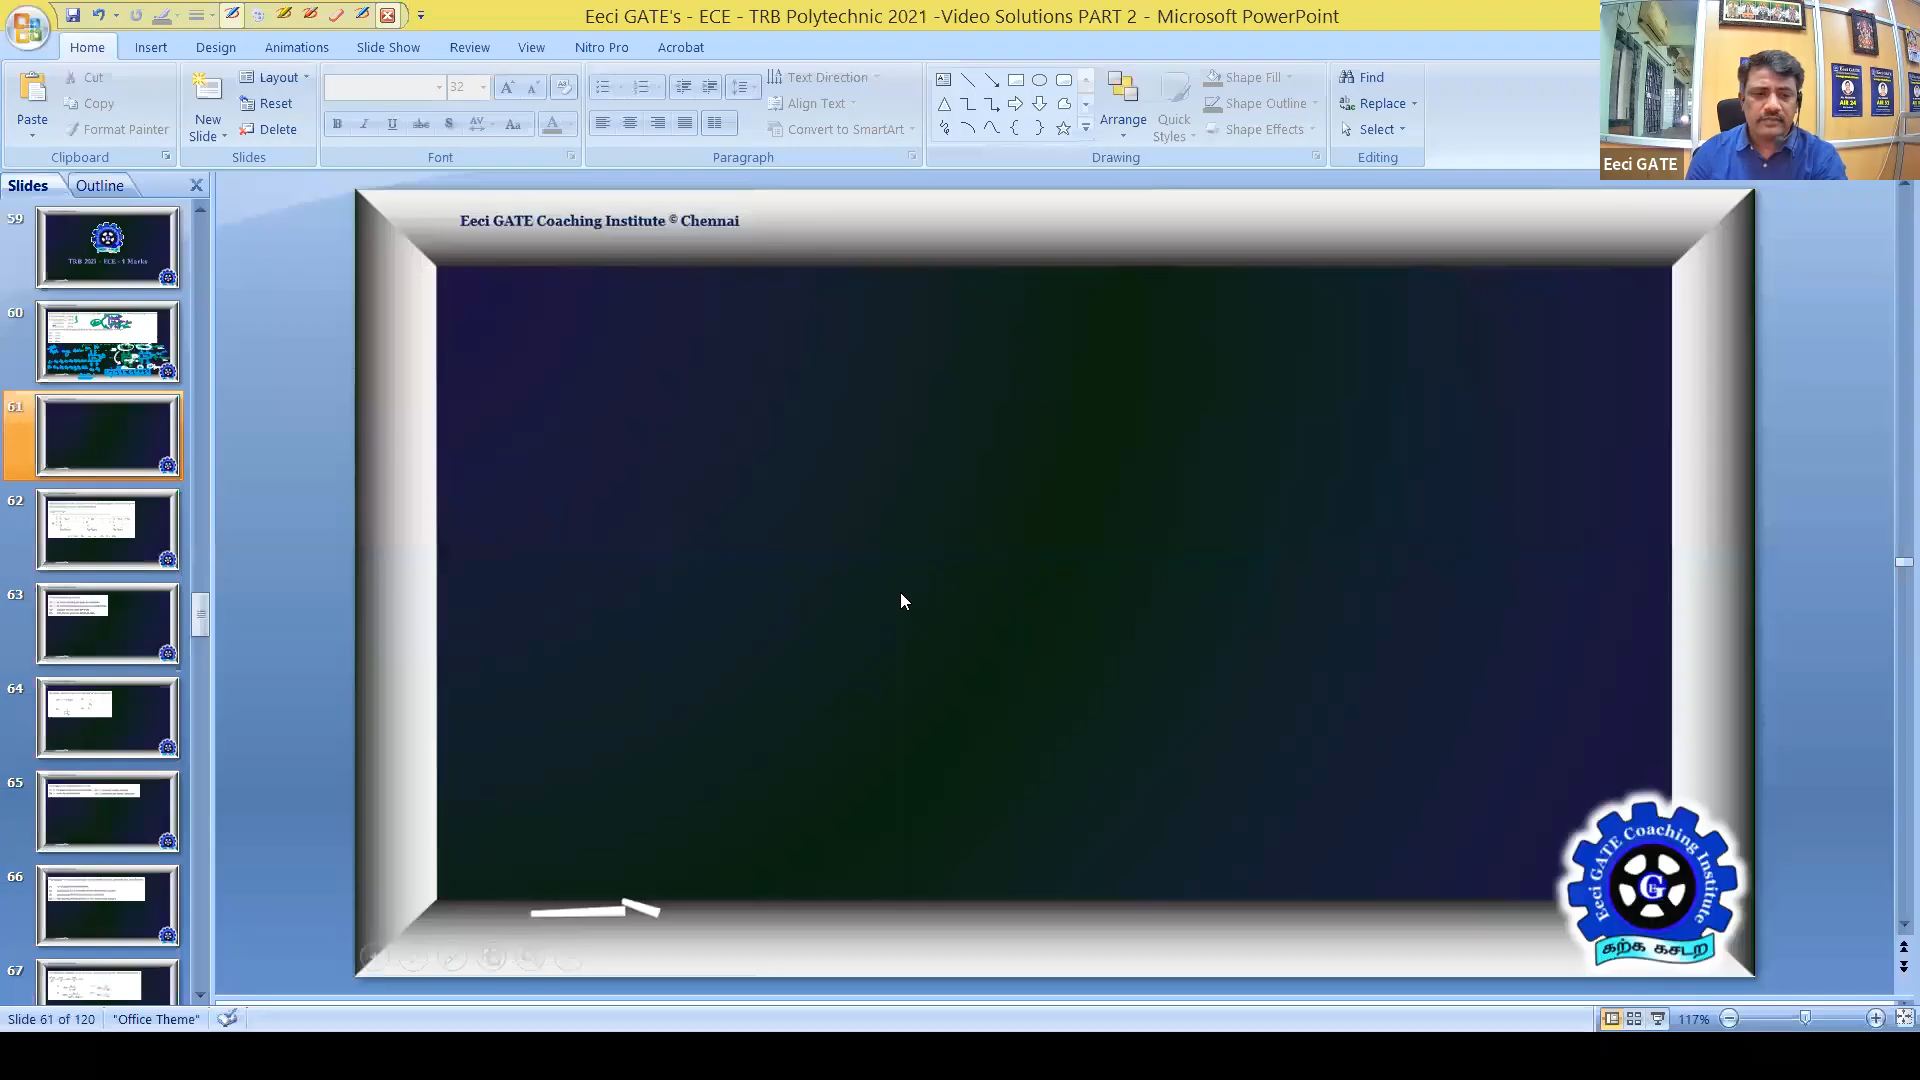 Eeci GATE's - ECE - TRB Polytechnic 2021 -Video Solutions PART 2 - Microsoft PowerPoint
Home Insert Design Slide Show Animations Review View Nitro Pro Acrobat
Paste
Cut
Copy
Format Painter
Clipboard
New Slide
Layout
Reset
Delete
Slides
32
Font
Text Direction
Align Text
Convert to SmartArt
Paragraph
Arrange
Quick Styles
Shape Fill
Shape Outline
Shape Effects
Drawing
Find
Replace
Select
Editing
Eeci GATE
AIR 24
AIR 53
Slides Outline
59
TRB 2021 - ECE - 1 Marks
60
61
62
63
64
65
66
67
Eeci GATE Coaching Institute © Chennai
Eeci GATE Coaching Institute
EG
கற்க கசடற
Slide 61 of 120
"Office Theme"
117%